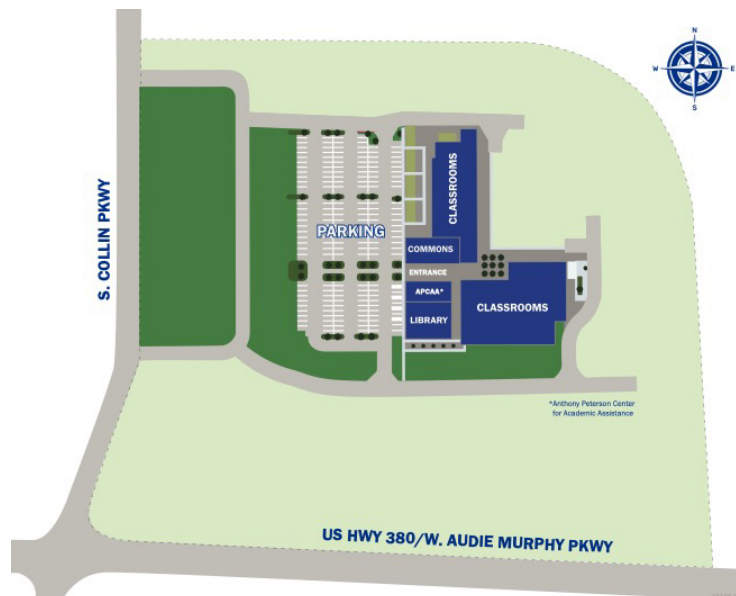 N
W E
S
S. COLLIN PKWY
CLASSROOMS
PARKING
COMMONS
ENTRANCE
APCAA*
CLASSROOMS
LIBRARY
*Anthony Peterson Center
for Academic Assistance
US HWY 380/W. AUDIE MURPHY PKWY